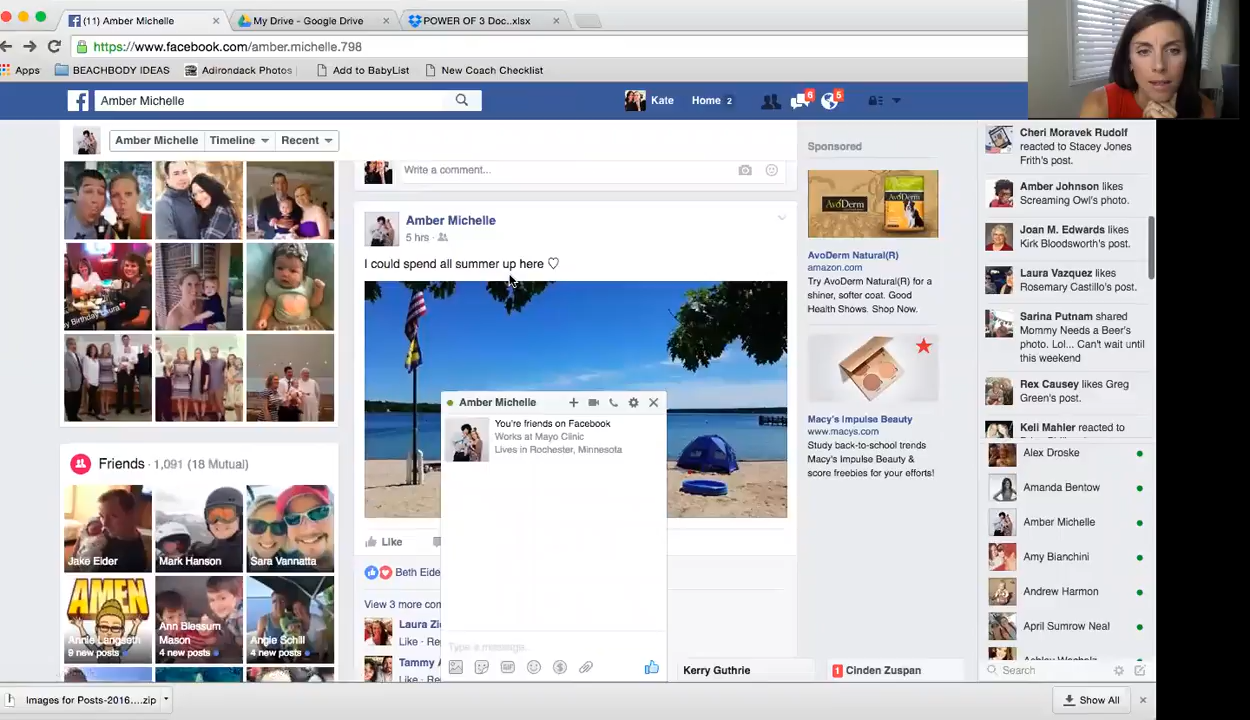 (11) Amber Michelle
My Drive - Google Drive
POWER OF 3 Doc..xlsx
https://www.facebook.com/amber.michelle.798
Apps
BEACHBODY IDEAS
Adirondack Photos
Add to BabyList
New Coach Checklist
Amber Michelle
Kate
Home 2
6
5
Amber Michelle
Timeline
Recent
Write a comment...
Amber Michelle
5 hrs
I could spend all summer up here ♡
y Birthday Laura
Friends · 1,091 (18 Mutual)
Jake Eider
Mark Hanson
Sara Vannatta
AMEN
Annie Langseth
9 new posts
Ann Blessum Mason
4 new posts
Angie Schill
4 new posts
Like
Beth Eide
View 3 more con
Laura Zi
Like · Re
Tammy A
Like · Re
Amber Michelle
You're friends on Facebook
Works at Mayo Clinic
Lives in Rochester, Minnesota
Type a message...
Kerry Guthrie
1 Cinden Zuspan
Sponsored
AvoDerm
AvoDerm Natural(R)
amazon.com
Try AvoDerm Natural(R) for a
shiner, softer coat. Good
Health Shows. Shop Now.
Macy's Impulse Beauty
www.macys.com
Study back-to-school trends
Macy's Impulse Beauty &
score freebies for your efforts!
Cheri Moravek Rudolf
reacted to Stacey Jones
Frith's post.
Amber Johnson likes
Screaming Owl's photo.
Joan M. Edwards likes
Kirk Bloodsworth's post.
Laura Vazquez likes
Rosemary Castillo's post.
Sarina Putnam shared
Mommy Needs a Beer's
photo. Lol... Can't wait until
this weekend
Rex Causey likes Greg
Green's post.
Keli Mahler reacted to
Alex Droske
Amanda Bentow
Amber Michelle
Amy Bianchini
Andrew Harmon
April Sumrow Neal
Search
Images for Posts-2016....zip
Show All